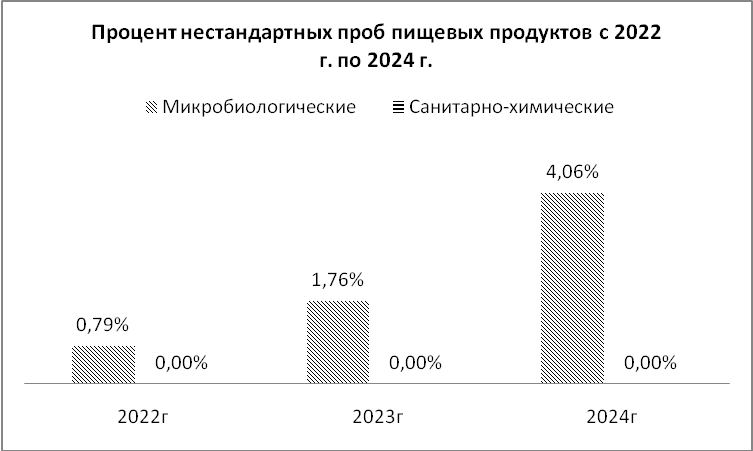 Процент нестандартных проб пищевых продуктов с 2022
г. по 2024 г.
Микробиологические Санитарно-химические
4,06%
1,76%
0,79%
0,00% 0,00% 0,00%
2022г 2023г 2024г